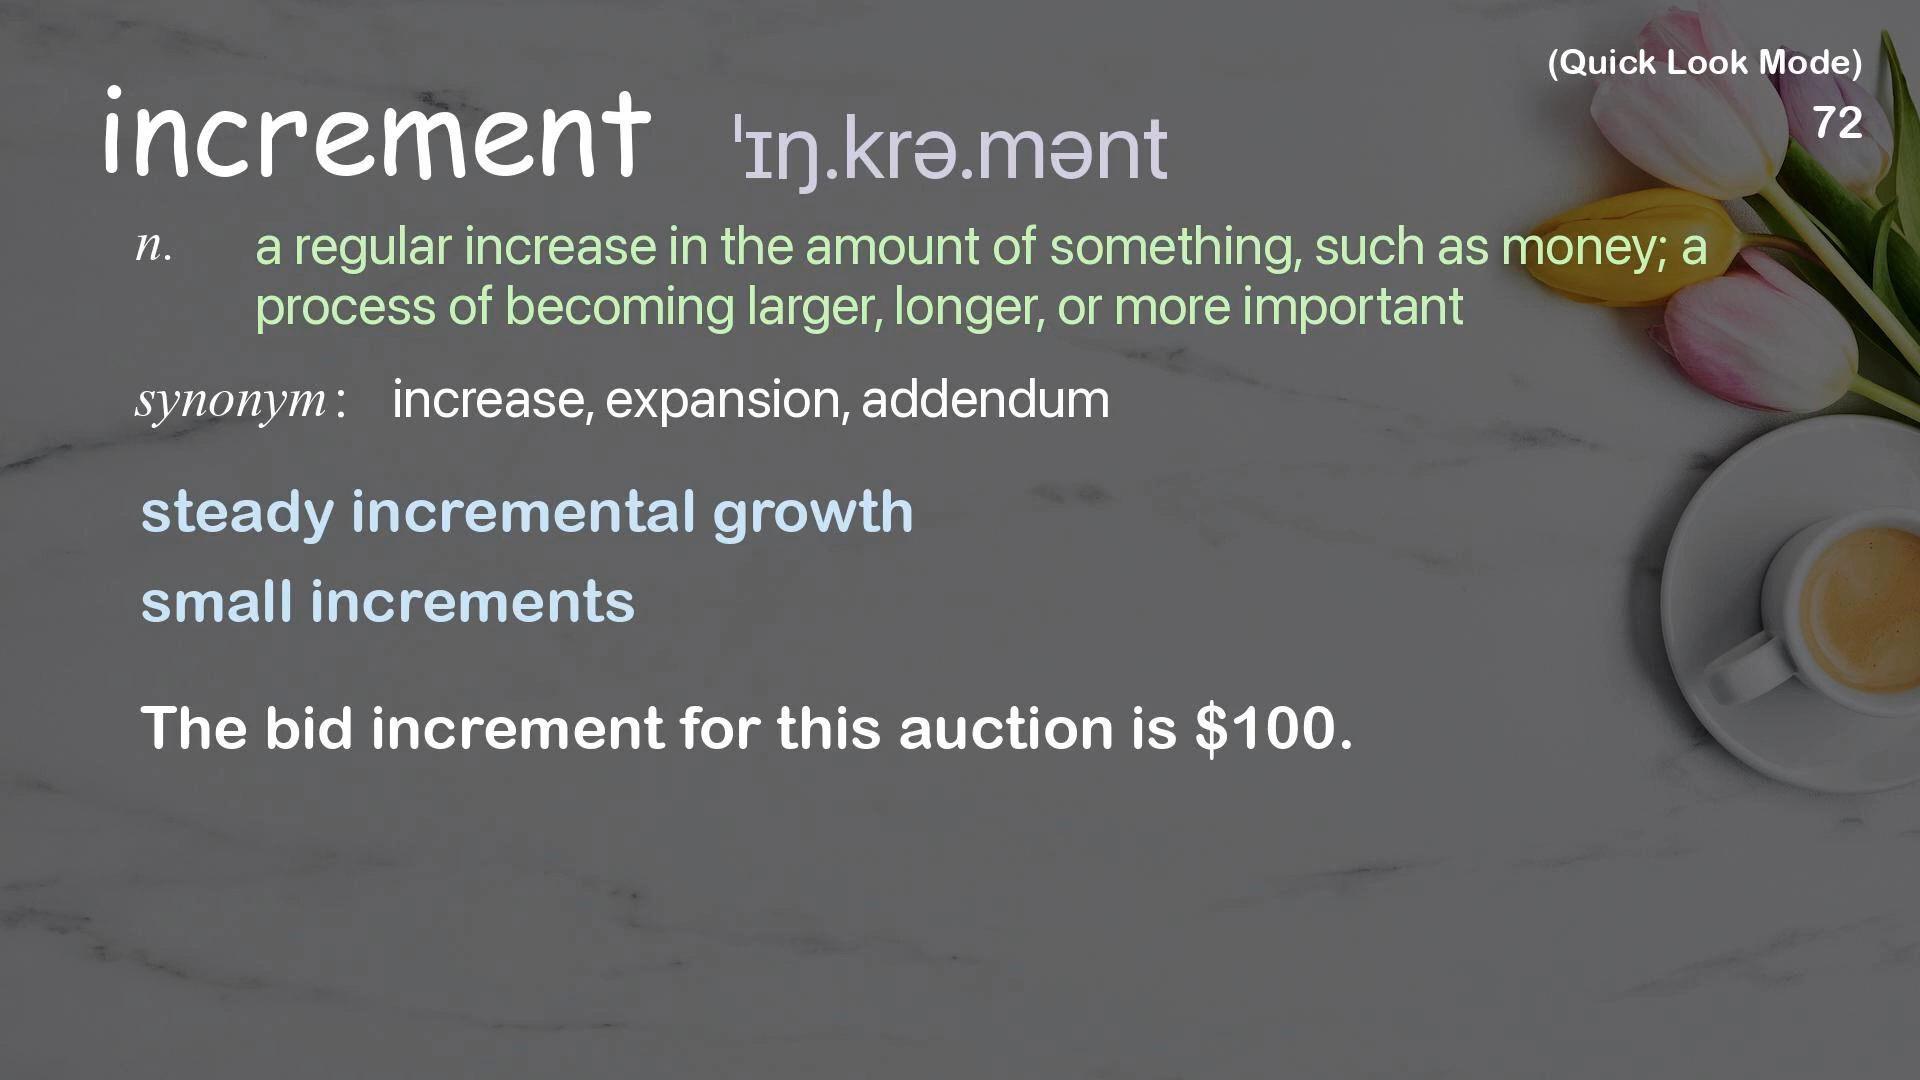 (Quick Look Mode)
72
increment ˈɪŋ.krə.mənt
n. a regular increase in the amount of something, such as money; a
process of becoming larger, longer, or more important
synonym : increase, expansion, addendum
steady incremental growth
small increments
The bid increment for this auction is $100.